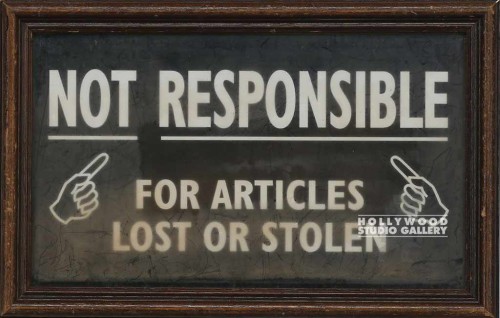 NOT RESPONSIBLE
FOR ARTICLES
LOST OR STOLEN
HOLLYWOOD
STUDIO GALLERY